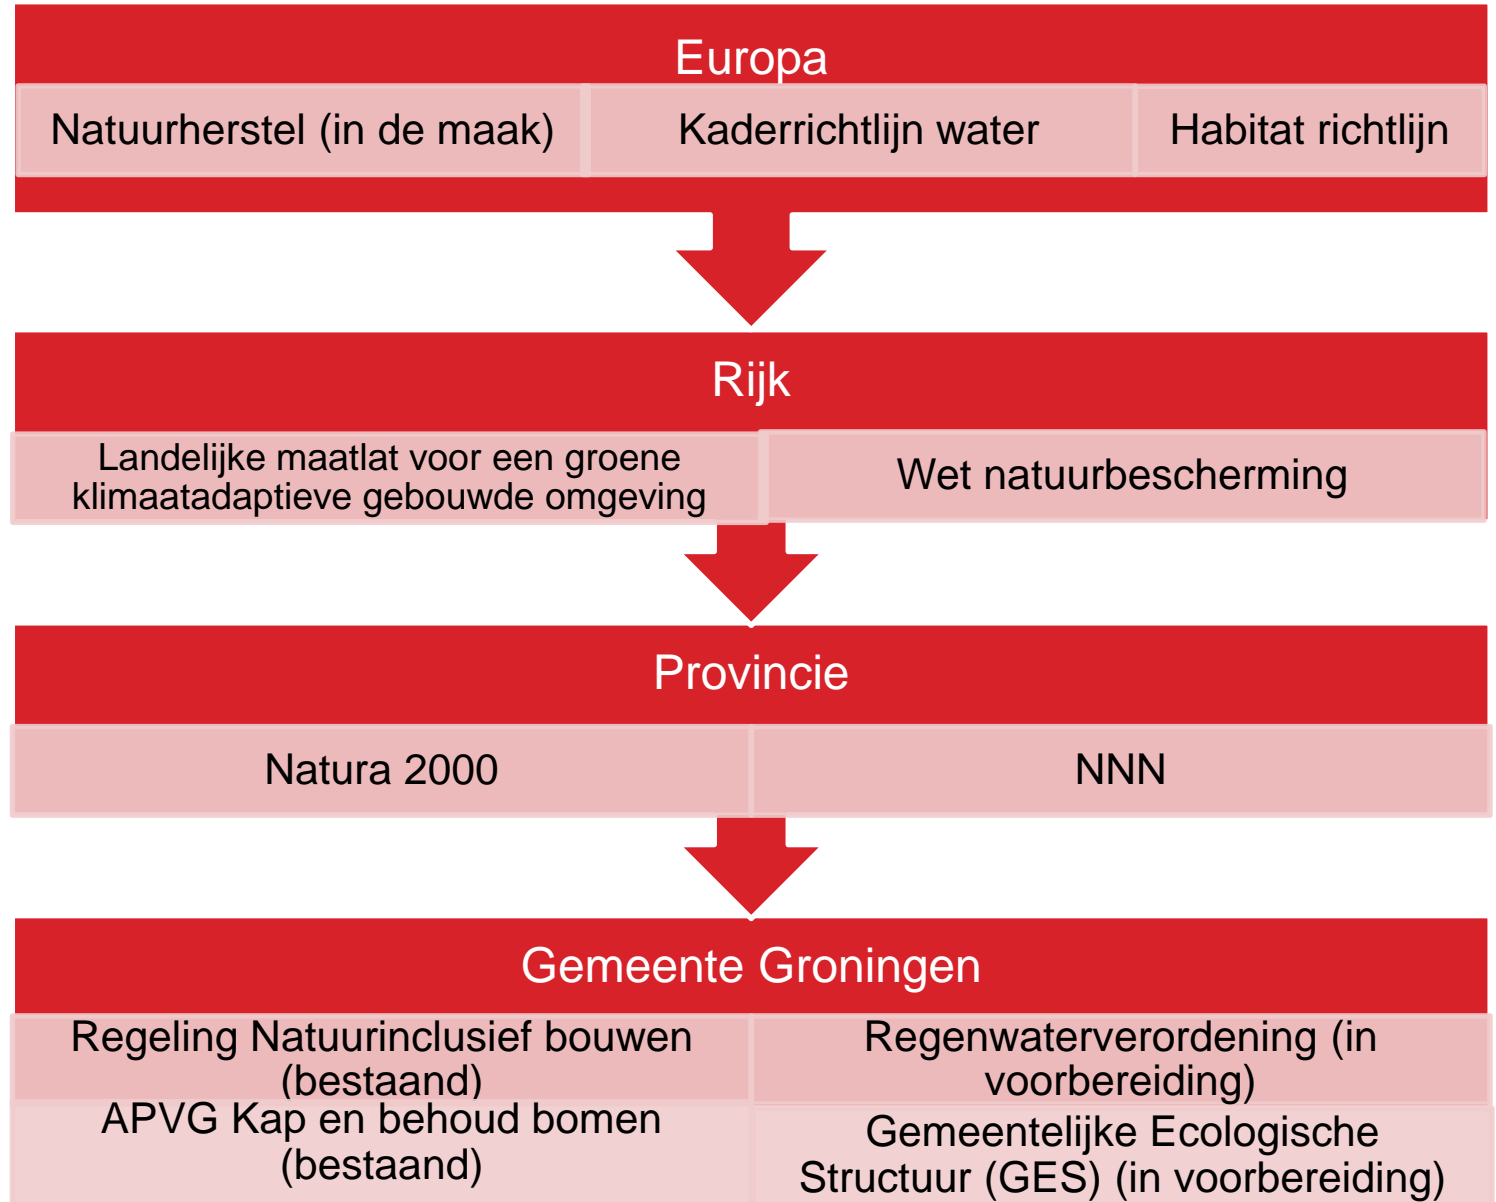 Europa
Natuurherstel (in de maak)
Kaderrichtlijn water
Habitat richtlijn
Rijk
Landelijke maatlat voor een groene
klimaatadaptieve gebouwde omgeving
Wet natuurbescherming
Provincie
Natura 2000
NNN
Gemeente Groningen
Regeling Natuurinclusief bouwen
(bestaand)
Regenwaterverordening (in
voorbereiding)
APVG Kap en behoud bomen
(bestaand)
Gemeentelijke Ecologische
Structuur (GES) (in voorbereiding)